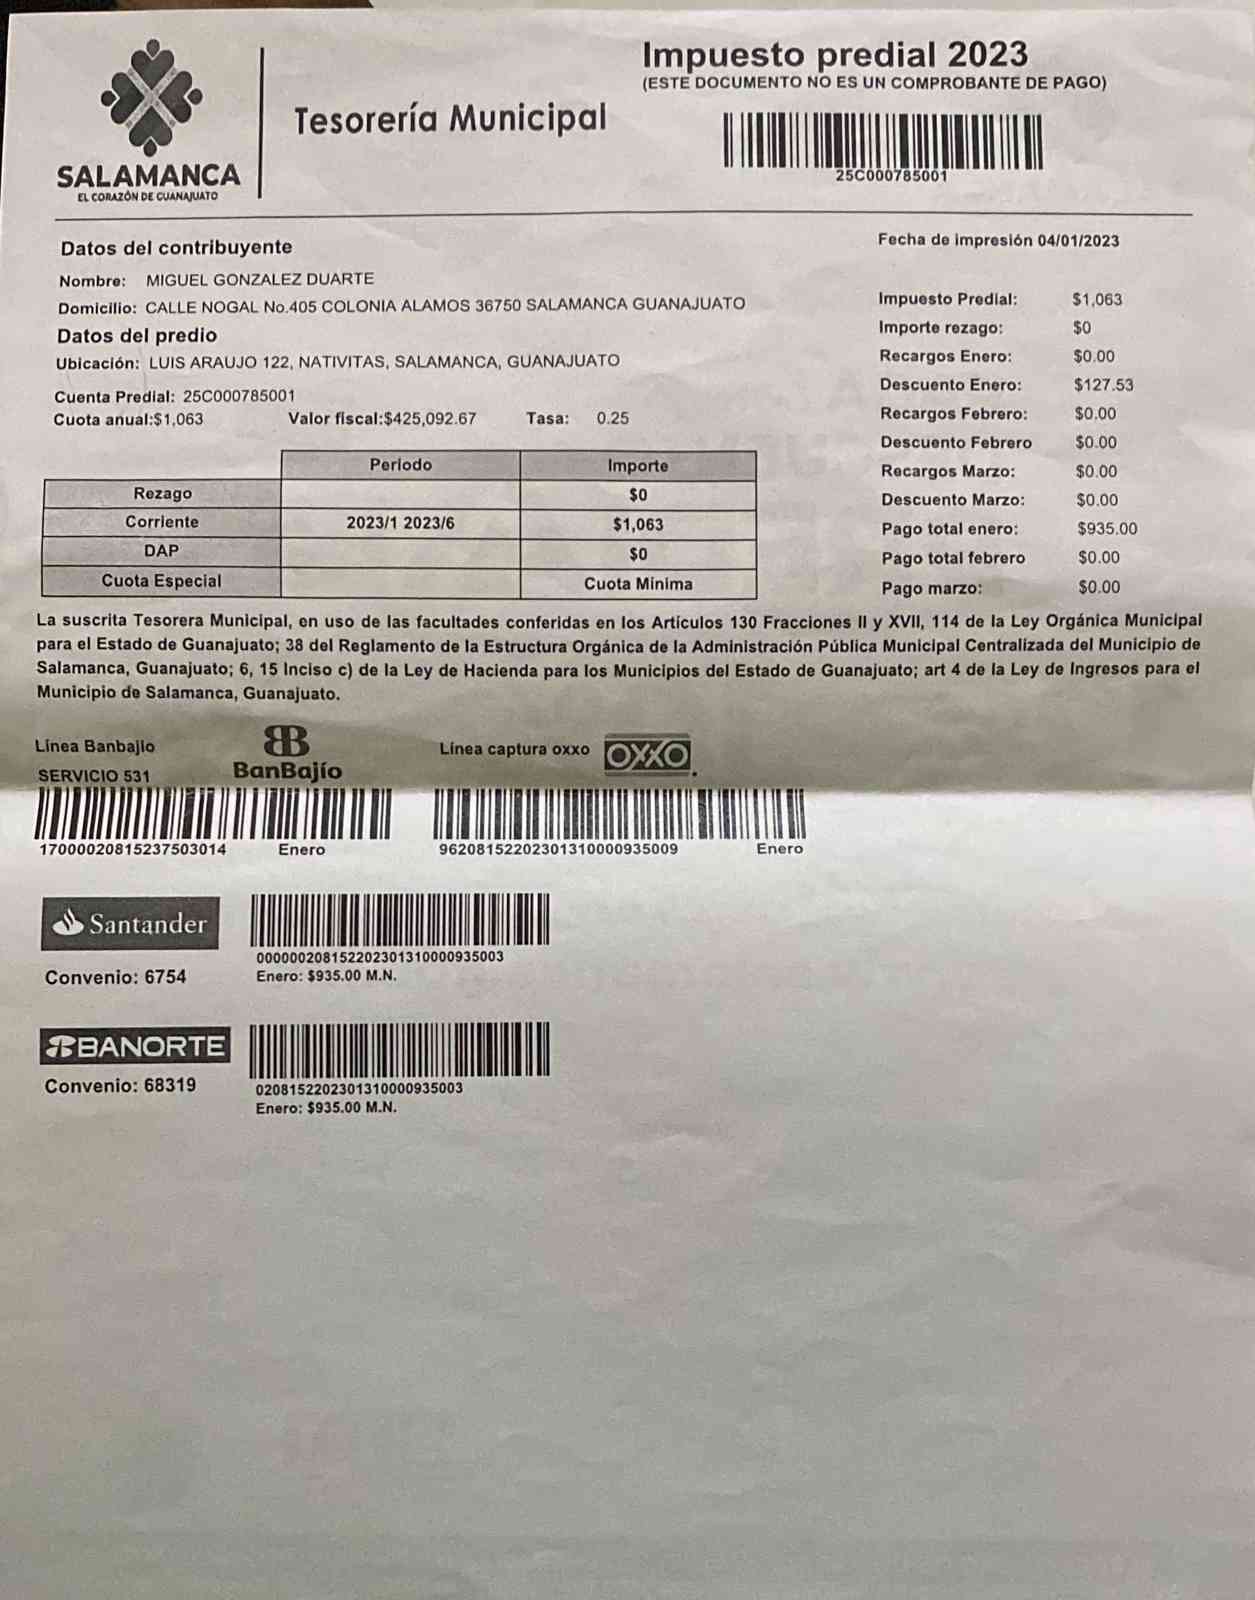 Impuesto predial 2023
(ESTE DOCUMENTO NO ES UN COMPROBANTE DE PAGO)
Tesorería Municipal
SALAMANCA
EL CORAZÓN DE GUANAJUATO
25C000785001
Datos del contribuyente
Nombre: MIGUEL GONZALEZ DUARTE
Domicilio: CALLE NOGAL No.405 COLONIA ALAMOS 36750 SALAMANCA GUANAJUATO
Datos del predio
Ubicación: LUIS ARAUJO 122, NATIVITAS, SALAMANCA, GUANAJUATO
Cuenta Predial: 25C000785001
Cuota anual:$1,063 Valor fiscal:$425,092.67 Tasa: 0.25
Fecha de impresión 04/01/2023
Impuesto Predial: $1,063
Importe rezago: $0
Recargos Enero: $0.00
Descuento Enero: $127.53
Recargos Febrero: $0.00
Descuento Febrero $0.00
Recargos Marzo: $0.00
Descuento Marzo: $0.00
Pago total enero: $935.00
Pago total febrero $0.00
Pago marzo: $0.00
Periodo Importe
Rezago $0
Corriente 2023/1 2023/6 $1,063
DAP $0
Cuota Especial Cuota Minima
La suscrita Tesorera Municipal, en uso de las facultades conferidas en los Artículos 130 Fracciones II y XVII, 114 de la Ley Orgánica Municipal
para el Estado de Guanajuato; 38 del Reglamento de la Estructura Orgánica de la Administración Pública Municipal Centralizada del Municipio de
Salamanca, Guanajuato; 6, 15 Inciso c) de la Ley de Hacienda para los Municipios del Estado de Guanajuato; art 4 de la Ley de Ingresos para el
Municipio de Salamanca, Guanajuato.
Línea Banbajio
SERVICIO 531
BanBajío
Línea captura oxxo
OXXO
17000020815237503014 Enero
96208152202301310000935009 Enero
Santander
Convenio: 6754
000000208152202301310000935003
Enero: $935.00 M.N.
BANORTE
Convenio: 68319
0208152202301310000935003
Enero: $935.00 M.N.